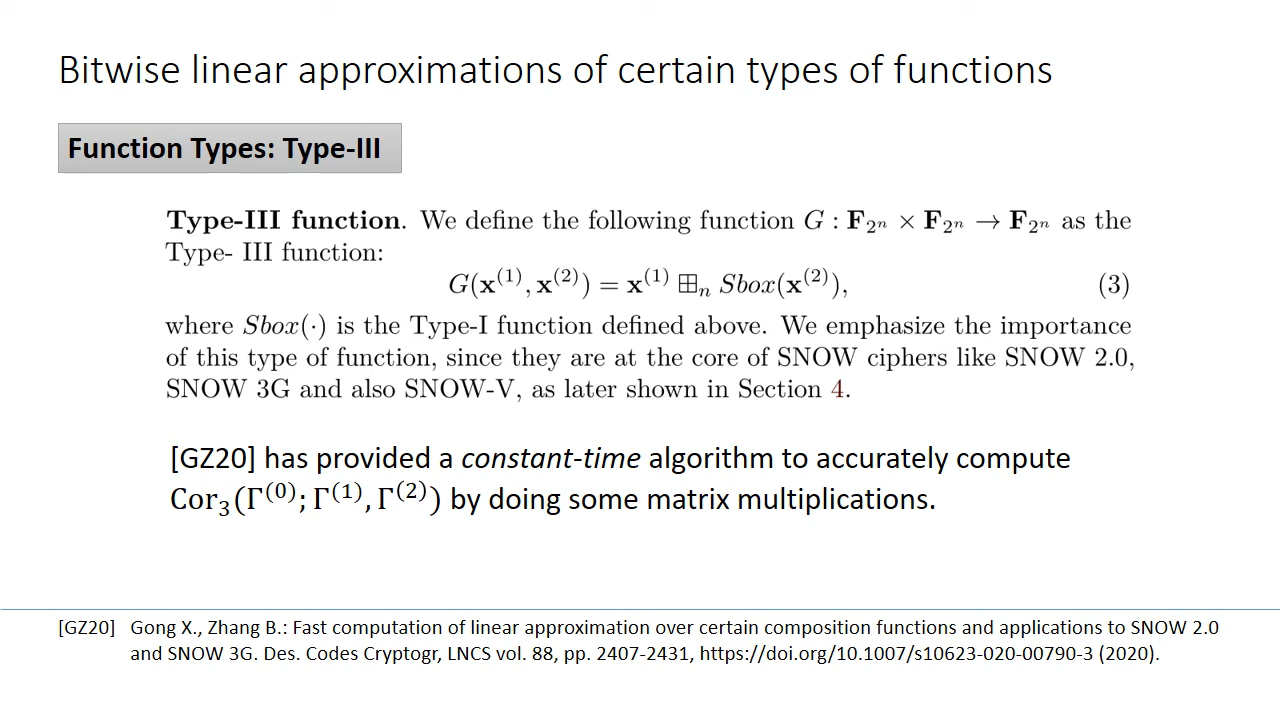 Bitwise linear approximations of certain types of functions
Function Types: Type-III
Type-III function. We define the following function G : F₂ⁿ × F₂ⁿ → F₂ⁿ as the
Type- III function:
G(x⁽¹⁾, x⁽²⁾) = x⁽¹⁾ ⊞ₙ Sbox(x⁽²⁾), (3)
where Sbox(·) is the Type-I function defined above. We emphasize the importance
of this type of function, since they are at the core of SNOW ciphers like SNOW 2.0,
SNOW 3G and also SNOW-V, as later shown in Section 4.
[GZ20] has provided a constant-time algorithm to accurately compute
Cor₃(Γ⁽⁰⁾; Γ⁽¹⁾, Γ⁽²⁾) by doing some matrix multiplications.
[GZ20] Gong X., Zhang B.: Fast computation of linear approximation over certain composition functions and applications to SNOW 2.0
and SNOW 3G. Des. Codes Cryptogr, LNCS vol. 88, pp. 2407-2431, https://doi.org/10.1007/s10623-020-00790-3 (2020).